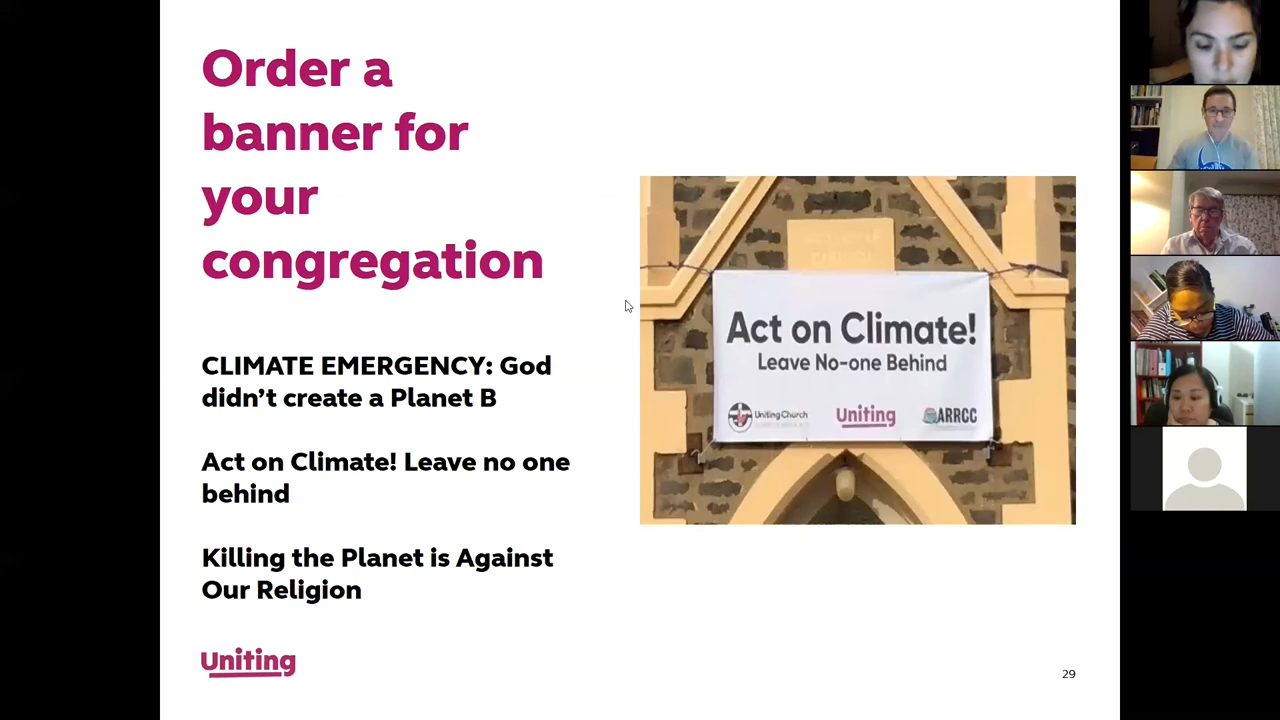 Order a
banner for
your
congregation
CLIMATE EMERGENCY: God
didn’t create a Planet B
Act on Climate! Leave no one
behind
Killing the Planet is Against
Our Religion
Uniting
29
Act on Climate!
Leave No-one Behind
Uniting Church
Uniting
ARRCC